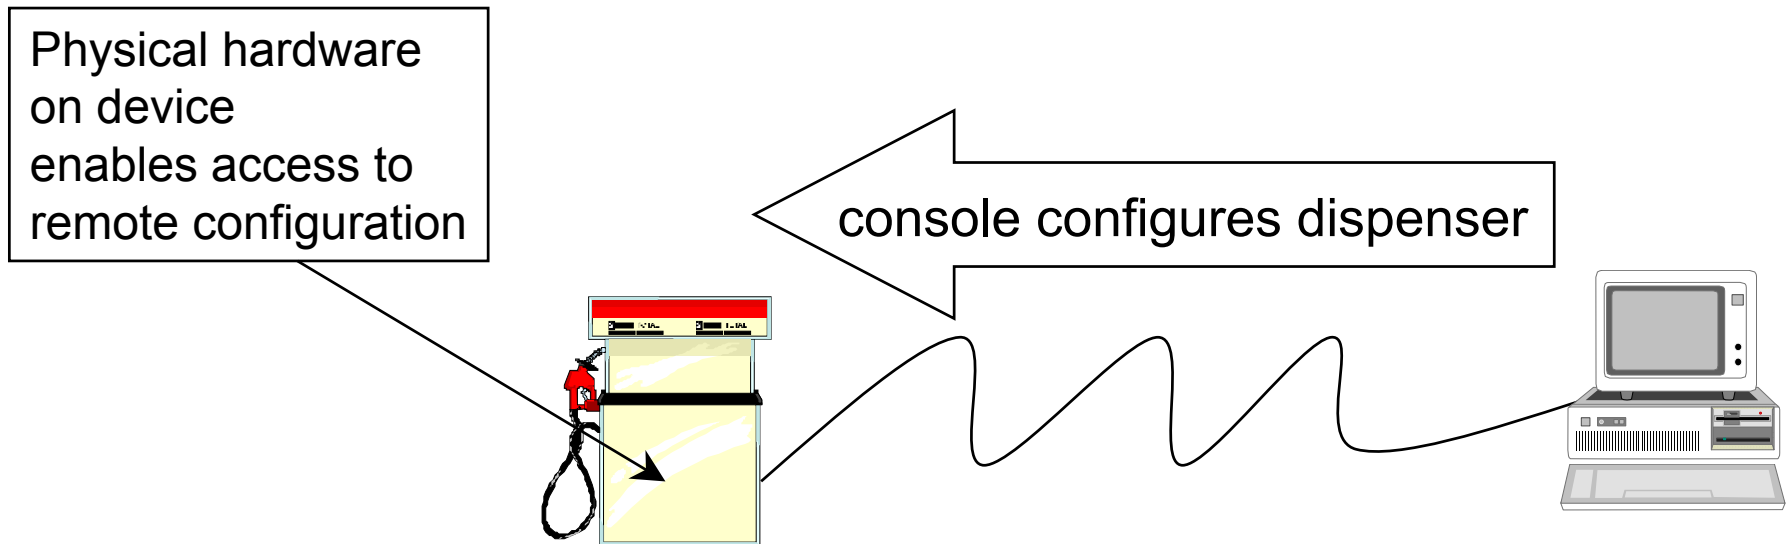 Physical hardware
on device
enables access to
remote configuration
console configures dispenser